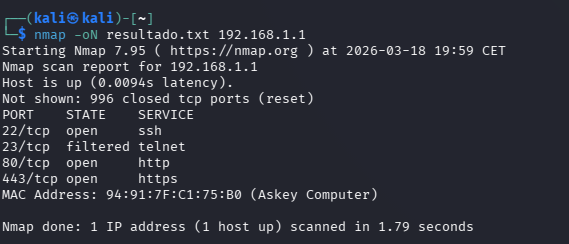 ┌──(kali㉿kali)-[~]
└─$ nmap -oN resultado.txt 192.168.1.1
Starting Nmap 7.95 ( https://nmap.org ) at 2026-03-18 19:59 CET
Nmap scan report for 192.168.1.1
Host is up (0.0094s latency).
Not shown: 996 closed tcp ports (reset)
PORT    STATE    SERVICE
22/tcp  open     ssh
23/tcp  filtered telnet
80/tcp  open     http
443/tcp open     https
MAC Address: 94:91:7F:C1:75:B0 (Askey Computer)
Nmap done: 1 IP address (1 host up) scanned in 1.79 seconds